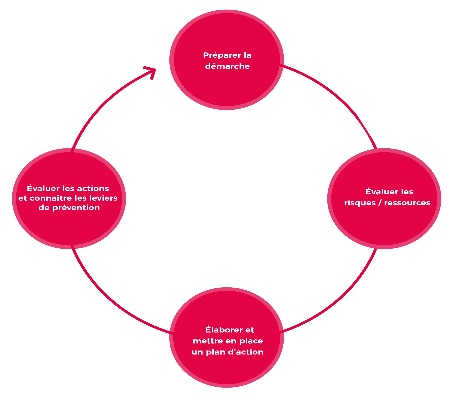 Préparer la
démarche
Évaluer les
risques / ressources
Élaborer et
mettre en place
un plan d'action
Évaluer les actions
et connaître les leviers
de prévention